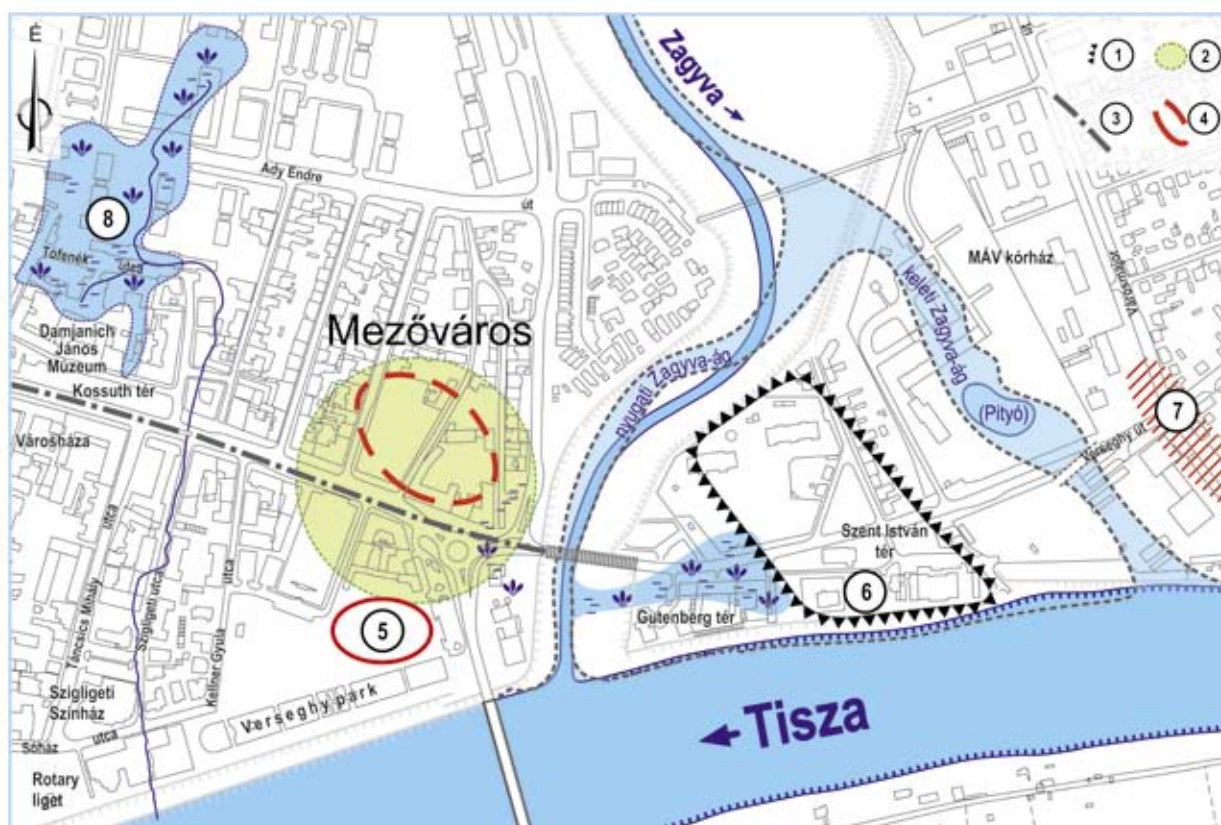 É
Zagyva
1
2
3
4
Ady Endre
út
8
Tófenék
utca
MÁV kórház
Városmajor
keleti Zagyva-ág
Damjanich
János
Múzeum
Mezőváros
nyugati Zagyva-ág
(Pityó)
7
Kossuth tér
Városháza
Verseghy út
Szent István
tér
6
Gutenberg tér
5
Táncsics Mihály
utca
Szigligeti utca
Kellner Gyula
utca
Szigligeti
Színház
Verseghy park
Tisza
Sóház
utca
Rotary
liget